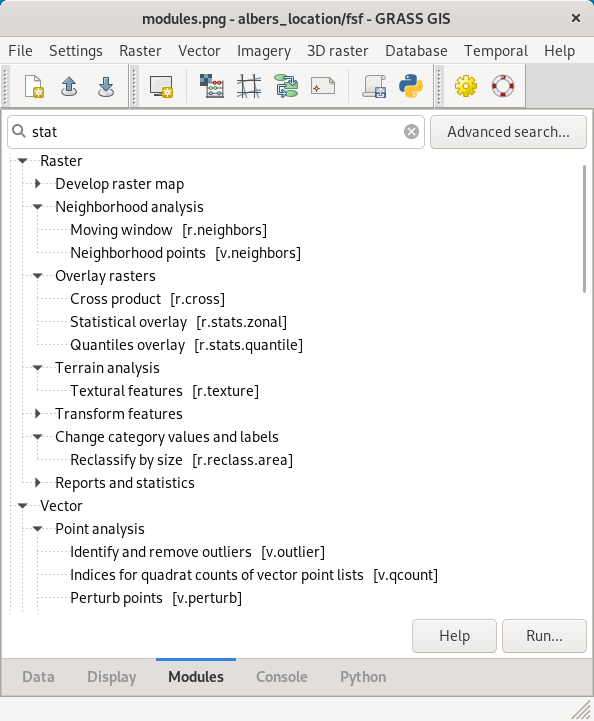 modules.png - albers_location/fsf - GRASS GIS
File Settings Raster Vector Imagery 3D raster Database Temporal Help
stat
Advanced search...
Raster
Develop raster map
Neighborhood analysis
Moving window [r.neighbors]
Neighborhood points [v.neighbors]
Overlay rasters
Cross product [r.cross]
Statistical overlay [r.stats.zonal]
Quantiles overlay [r.stats.quantile]
Terrain analysis
Textural features [r.texture]
Transform features
Change category values and labels
Reclassify by size [r.reclass.area]
Reports and statistics
Vector
Point analysis
Identify and remove outliers [v.outlier]
Indices for quadrat counts of vector point lists [v.qcount]
Perturb points [v.perturb]
Help Run...
Data Display Modules Console Python